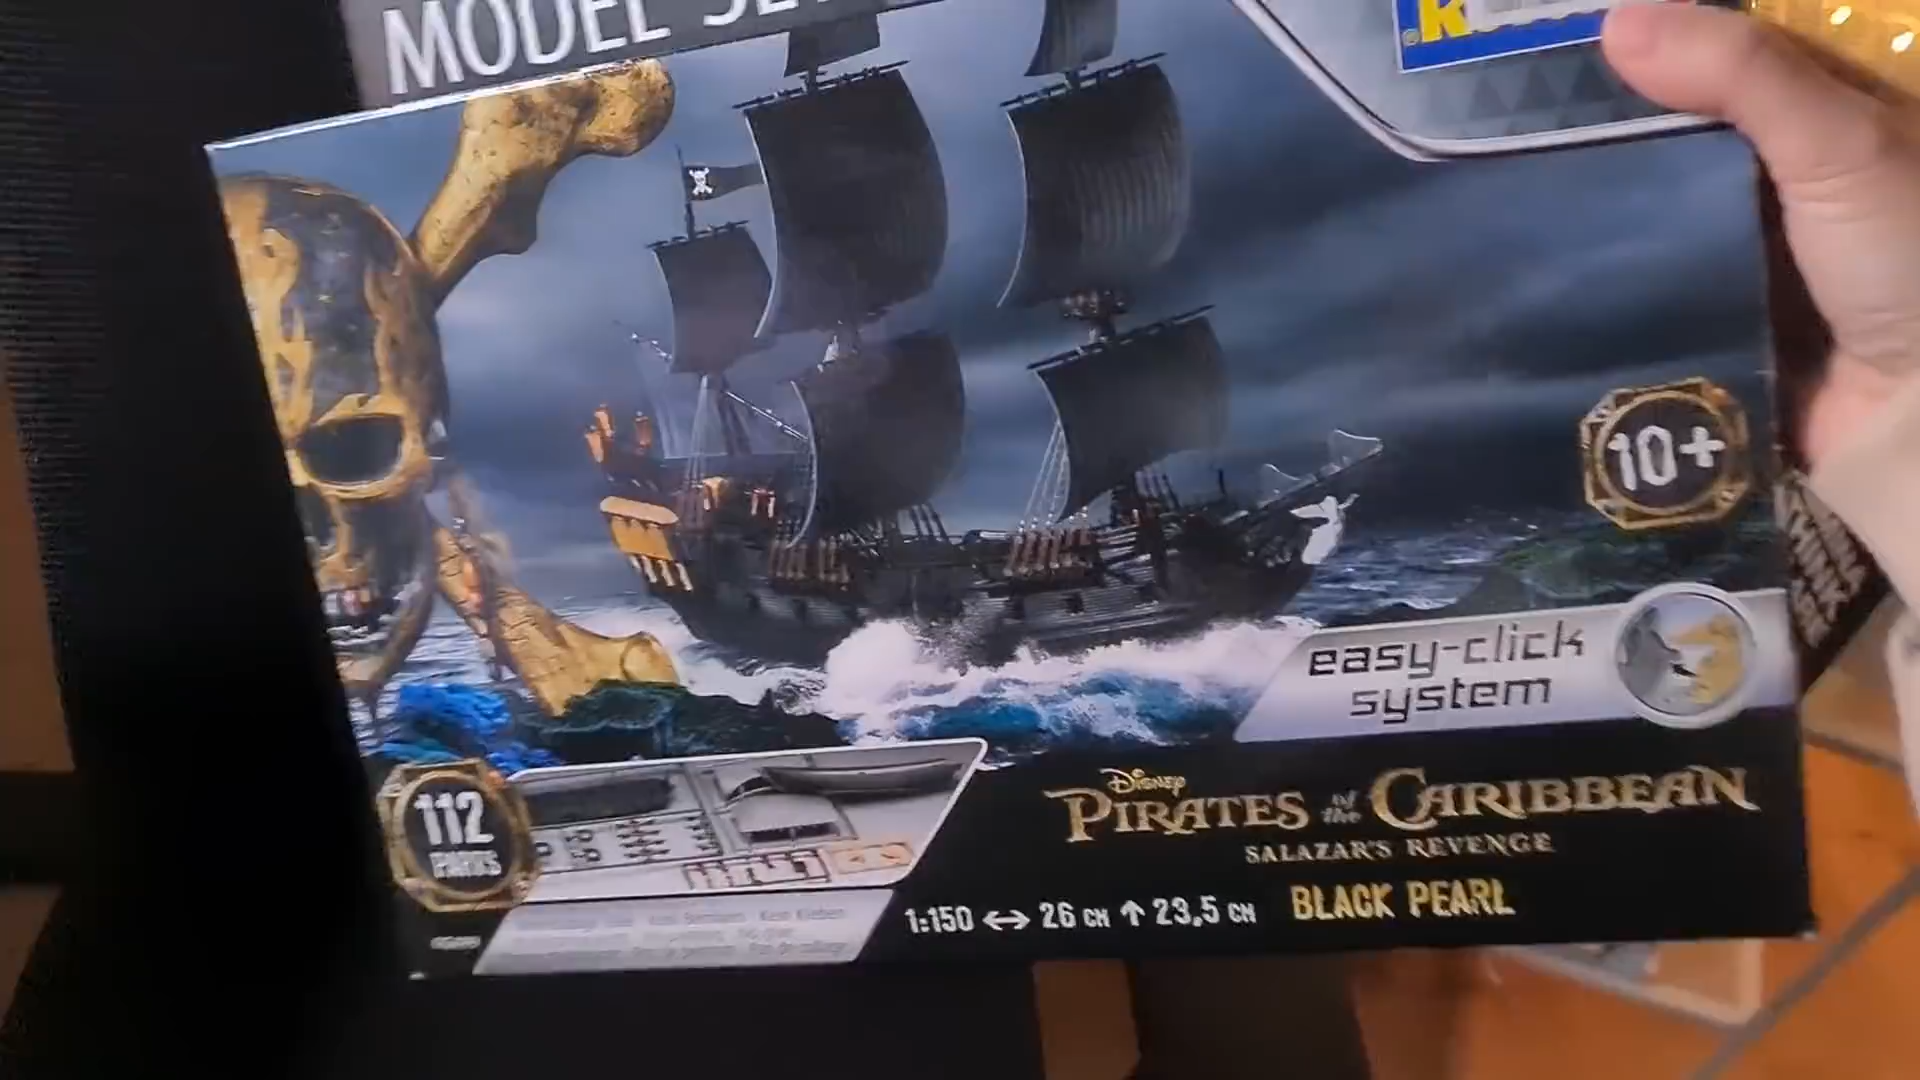 MODEL SET
10+
easy-click
system
112
PARTS
Disney
PIRATES of the CARIBBEAN
SALAZAR'S REVENGE
1:150 ↔ 26 CM ↑ 23,5 CM BLACK PEARL